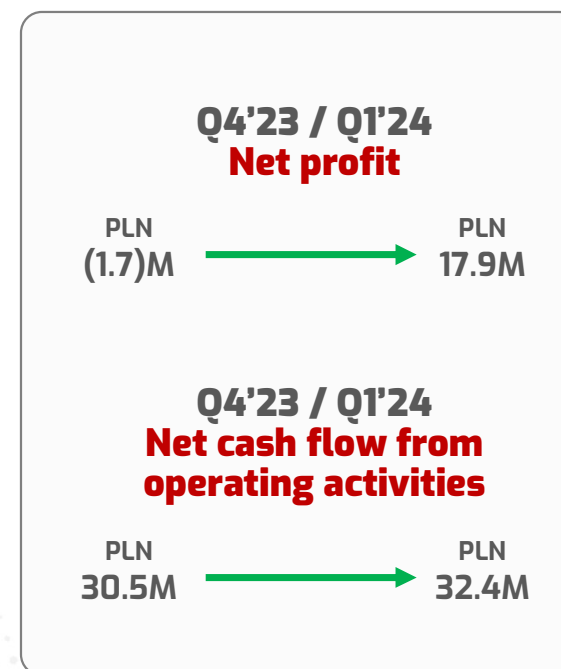 Q4’23 / Q1’24
Net profit
PLN PLN
(1.7)M 17.9M
Q4’23 / Q1’24
Net cash flow from
operating activities
PLN PLN
30.5M 32.4M